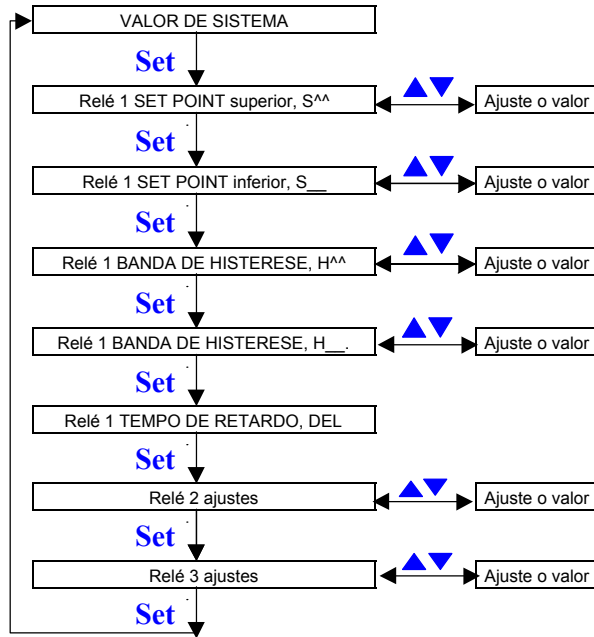 VALOR DE SISTEMA
Set
Relé 1 SET POINT superior, S^^
Ajuste o valor
Set
Relé 1 SET POINT inferior, S__
Ajuste o valor
Set
Relé 1 BANDA DE HISTERESE, H^^
Ajuste o valor
Set
Relé 1 BANDA DE HISTERESE, H__.
Ajuste o valor
Set
Relé 1 TEMPO DE RETARDO, DEL
Set
Relé 2 ajustes
Ajuste o valor
Set
Relé 3 ajustes
Ajuste o valor
Set